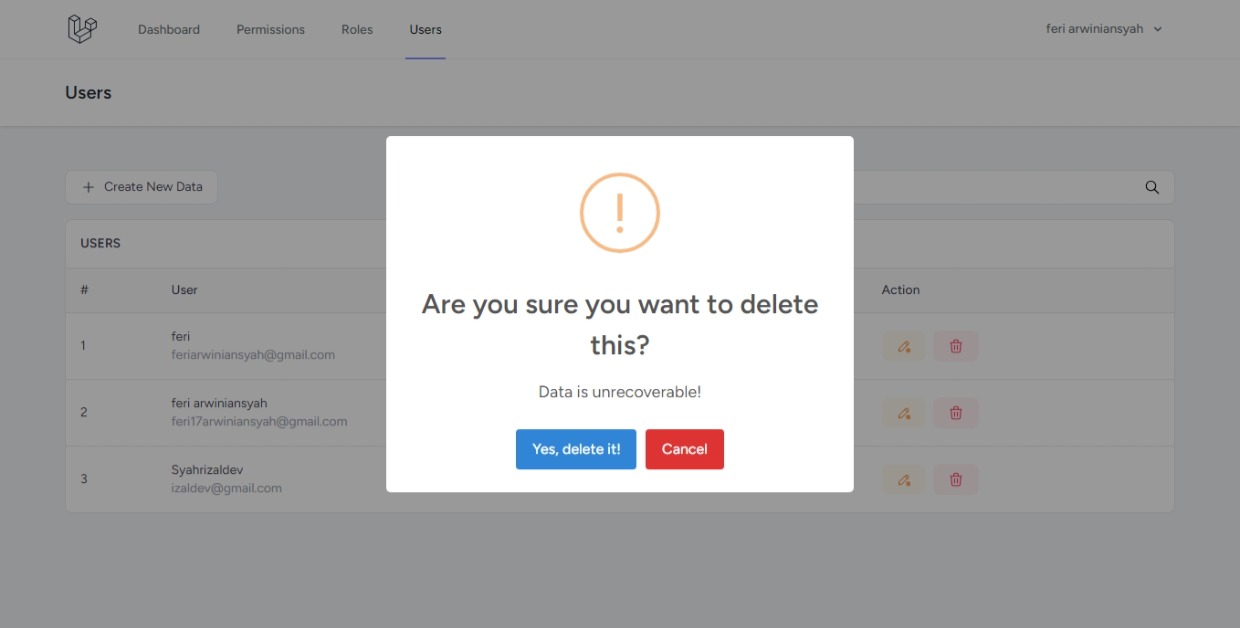 Dashboard Permissions Roles Users feri arwiniansyah
Users
Create New Data
USERS
# User Action
1 feri
feriarwiniansyah@gmail.com
2 feri arwiniansyah
feri17arwiniansyah@gmail.com
3 Syahrizaldev
izaldev@gmail.com
!
Are you sure you want to delete
this?
Data is unrecoverable!
Yes, delete it! Cancel